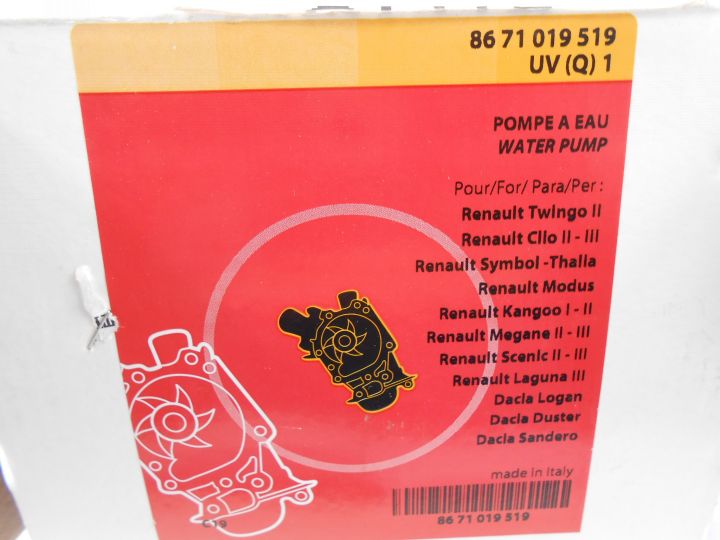 86 71 019 519
UV (Q) 1
POMPE A EAU
WATER PUMP
Pour/For/ Para/Per :
Renault Twingo II
Renault Clio II - III
Renault Symbol -Thalia
Renault Modus
Renault Kangoo I - II
Renault Megane II - III
Renault Scenic II - III
Renault Laguna III
Dacia Logan
Dacia Duster
Dacia Sandero
made in Italy
86 71 019 519
C19